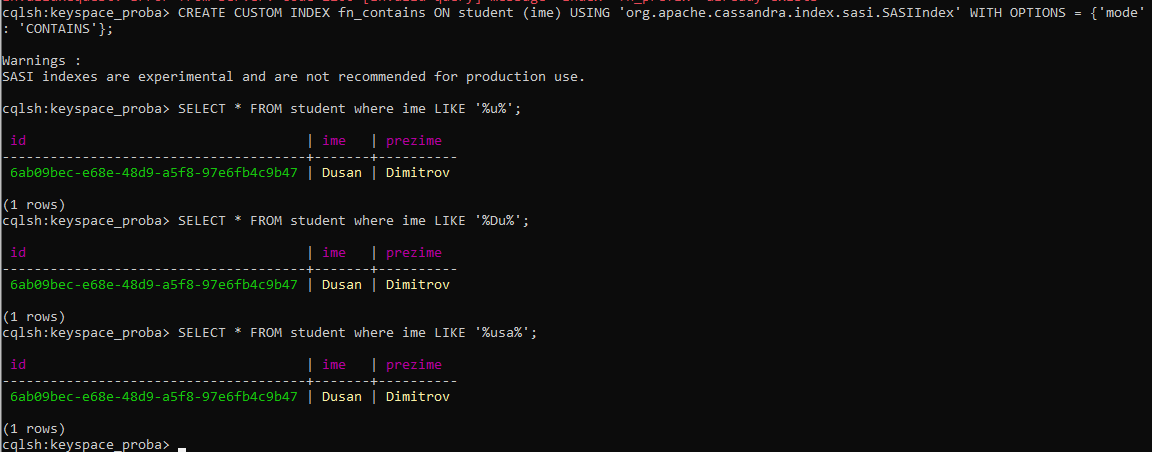 cqlsh:keyspace_proba> CREATE CUSTOM INDEX fn_contains ON student (ime) USING 'org.apache.cassandra.index.sasi.SASIIndex' WITH OPTIONS = {'mode'
: 'CONTAINS'};
Warnings :
SASI indexes are experimental and are not recommended for production use.
cqlsh:keyspace_proba> SELECT * FROM student where ime LIKE '%u%';
 id                                   | ime   | prezime
--------------------------------------+-------+----------
 6ab09bec-e68e-48d9-a5f8-97e6fb4c9b47 | Dusan | Dimitrov
(1 rows)
cqlsh:keyspace_proba> SELECT * FROM student where ime LIKE '%Du%';
 id                                   | ime   | prezime
--------------------------------------+-------+----------
 6ab09bec-e68e-48d9-a5f8-97e6fb4c9b47 | Dusan | Dimitrov
(1 rows)
cqlsh:keyspace_proba> SELECT * FROM student where ime LIKE '%usa%';
 id                                   | ime   | prezime
--------------------------------------+-------+----------
 6ab09bec-e68e-48d9-a5f8-97e6fb4c9b47 | Dusan | Dimitrov
(1 rows)
cqlsh:keyspace_proba>